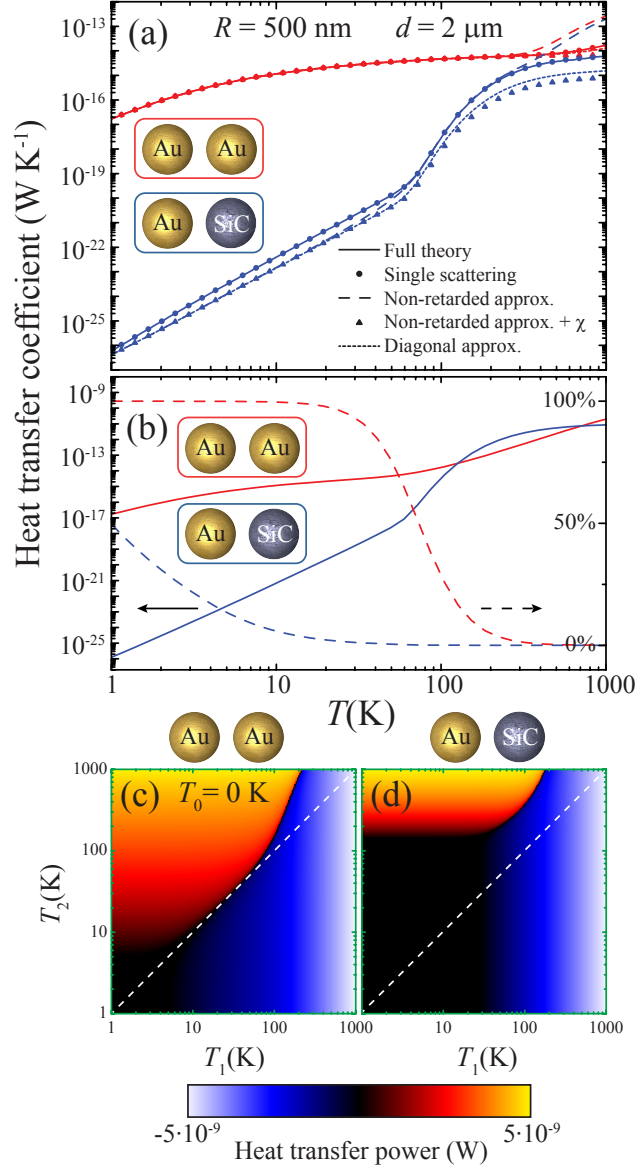 (a) R = 500 nm d = 2 μm
10⁻¹³
10⁻¹⁶
10⁻¹⁹
10⁻²²
10⁻²⁵
Au Au
Au SiC
Full theory
Single scattering
Non-retarded approx.
Non-retarded approx. + χ
Diagonal approx.
Heat transfer coefficient (W K⁻¹)
(b)
10⁻⁹
10⁻¹³
10⁻¹⁷
10⁻²¹
10⁻²⁵
Au Au
Au SiC
100%
50%
0%
1 10 100 1000
T(K)
Au Au Au SiC
(c) T₀ = 0 K (d)
1000
100
10
1
T₂(K)
1 10 100 1000 10 100 1000
T₁(K) T₁(K)
-5·10⁻⁹ 5·10⁻⁹
Heat transfer power (W)